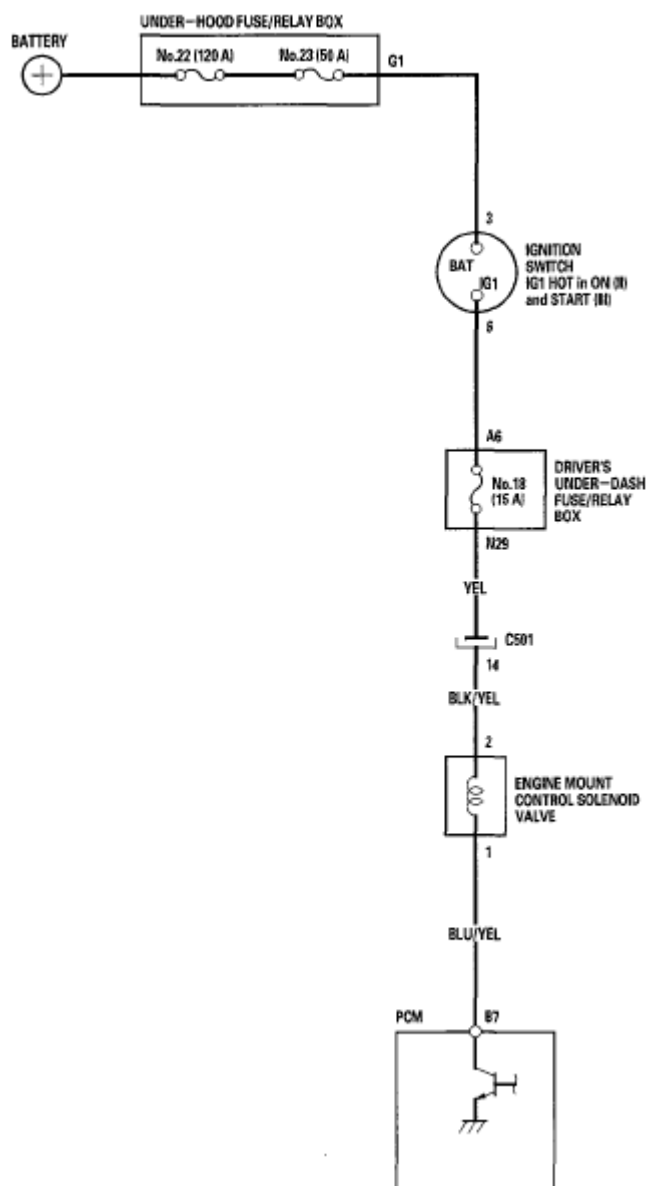 UNDER-HOOD FUSE/RELAY BOX
BATTERY
No.22 (120 A)
No.23 (50 A)
G1
3
BAT
IG1
IGNITION
SWITCH
IG1 HOT in ON (II)
and START (III)
6
A6
No.18
(15 A)
DRIVER'S
UNDER-DASH
FUSE/RELAY
BOX
N29
YEL
C501
14
BLK/YEL
2
ENGINE MOUNT
CONTROL SOLENOID
VALVE
1
BLU/YEL
PCM
B7